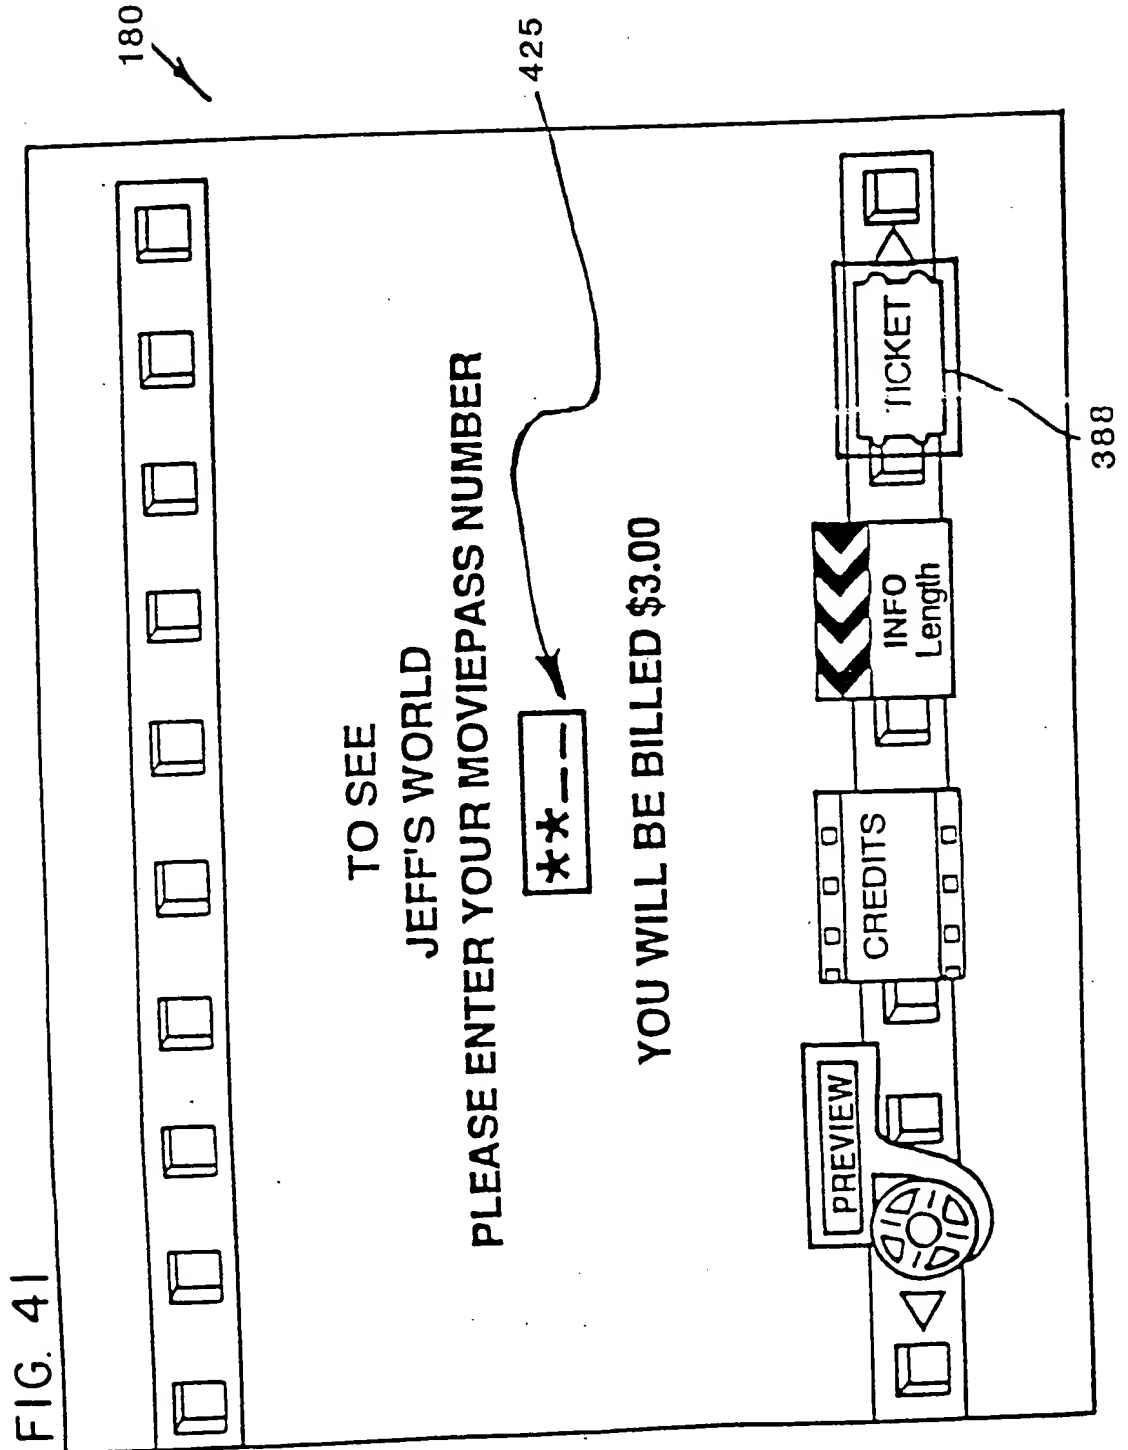 FIG. 41
180
TO SEE
JEFF'S WORLD
PLEASE ENTER YOUR MOVIEPASS NUMBER
**--
425
YOU WILL BE BILLED $3.00
PREVIEW
CREDITS
INFO
Length
TICKET
388